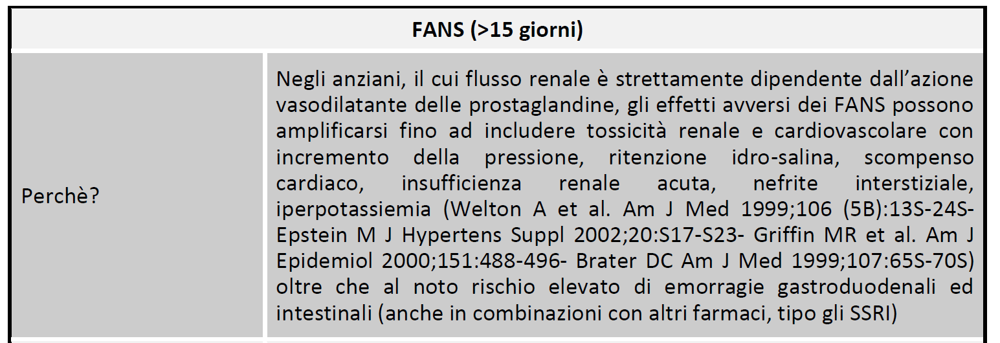 FANS (>15 giorni)
Perchè?
Negli anziani, il cui flusso renale è strettamente dipendente dall’azione
vasodilatante delle prostaglandine, gli effetti avversi dei FANS possono
amplificarsi fino ad includere tossicità renale e cardiovascolare con
incremento della pressione, ritenzione idro-salina, scompenso
cardiaco, insufficienza renale acuta, nefrite interstiziale,
iperpotassiemia (Welton A et al. Am J Med 1999;106 (5B):13S-24S-
Epstein M J Hypertens Suppl 2002;20:S17-S23- Griffin MR et al. Am J
Epidemiol 2000;151:488-496- Brater DC Am J Med 1999;107:65S-70S)
oltre che al noto rischio elevato di emorragie gastroduodenali ed
intestinali (anche in combinazioni con altri farmaci, tipo gli SSRI)